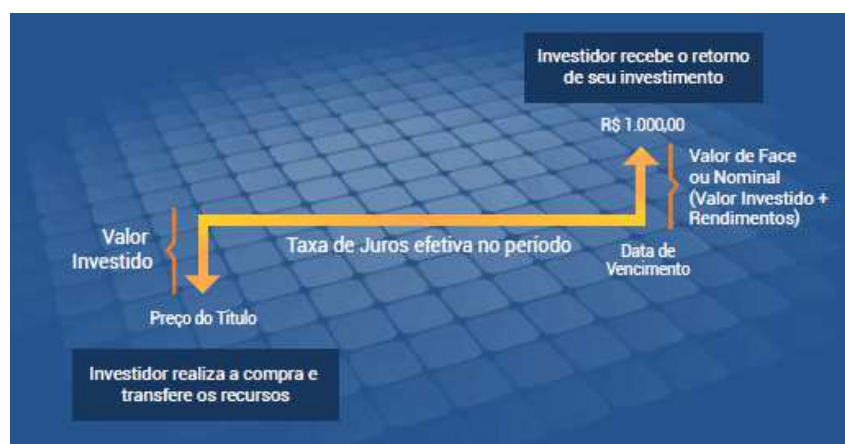 Investidor recebe o retorno
de seu investimento
R$ 1.000,00
Valor de Face
ou Nominal
(Valor Investido +
Rendimentos)
Valor
Investido
Taxa de Juros efetiva no período
Data de
Vencimento
Preço do Título
Investidor realiza a compra e
transfere os recursos